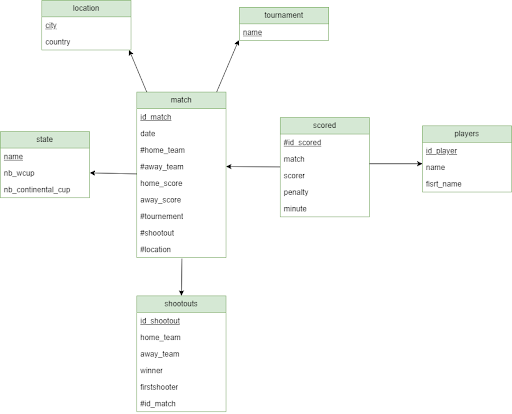 location
city
country
tournament
name
match
id_match
date
#home_team
#away_team
home_score
away_score
#tournement
#shootout
#location
state
name
nb_wcup
nb_continental_cup
scored
#id_scored
match
scorer
penalty
minute
players
id_player
name
fisrt_name
shootouts
id_shootout
home_team
away_team
winner
firstshooter
#id_match